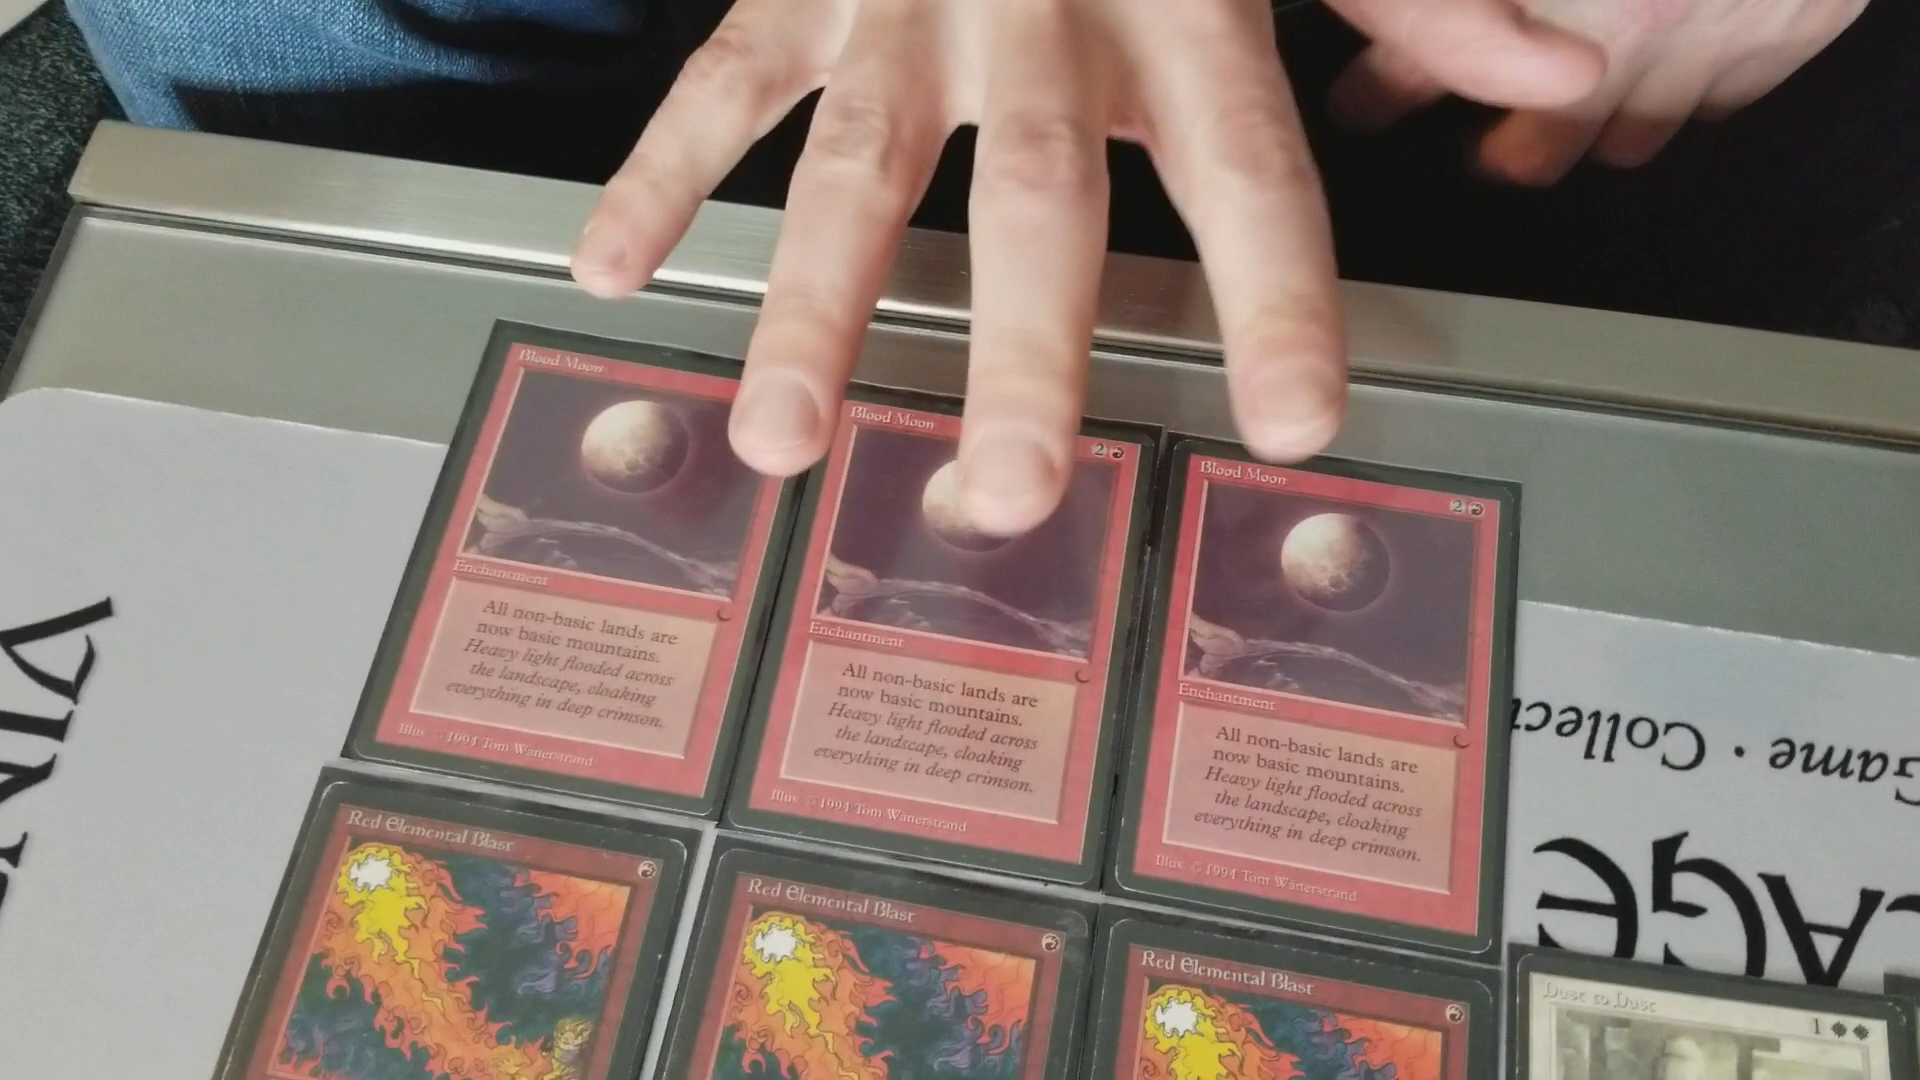 Blood Moon
Enchantment
All non-basic lands are
now basic mountains.
Heavy light flooded across
the landscape, cloaking
everything in deep crimson.
Illus. © 1994 Tom Wänerstrand
Blood Moon
2
Enchantment
All non-basic lands are
now basic mountains.
Heavy light flooded across
the landscape, cloaking
everything in deep crimson.
Illus. © 1994 Tom Wänerstrand
Blood Moon
2
Enchantment
All non-basic lands are
now basic mountains.
Heavy light flooded across
the landscape, cloaking
everything in deep crimson.
Illus. © 1994 Tom Wänerstrand
Red Elemental Blast
Red Elemental Blast
Red Elemental Blast
Dust to Dust
1